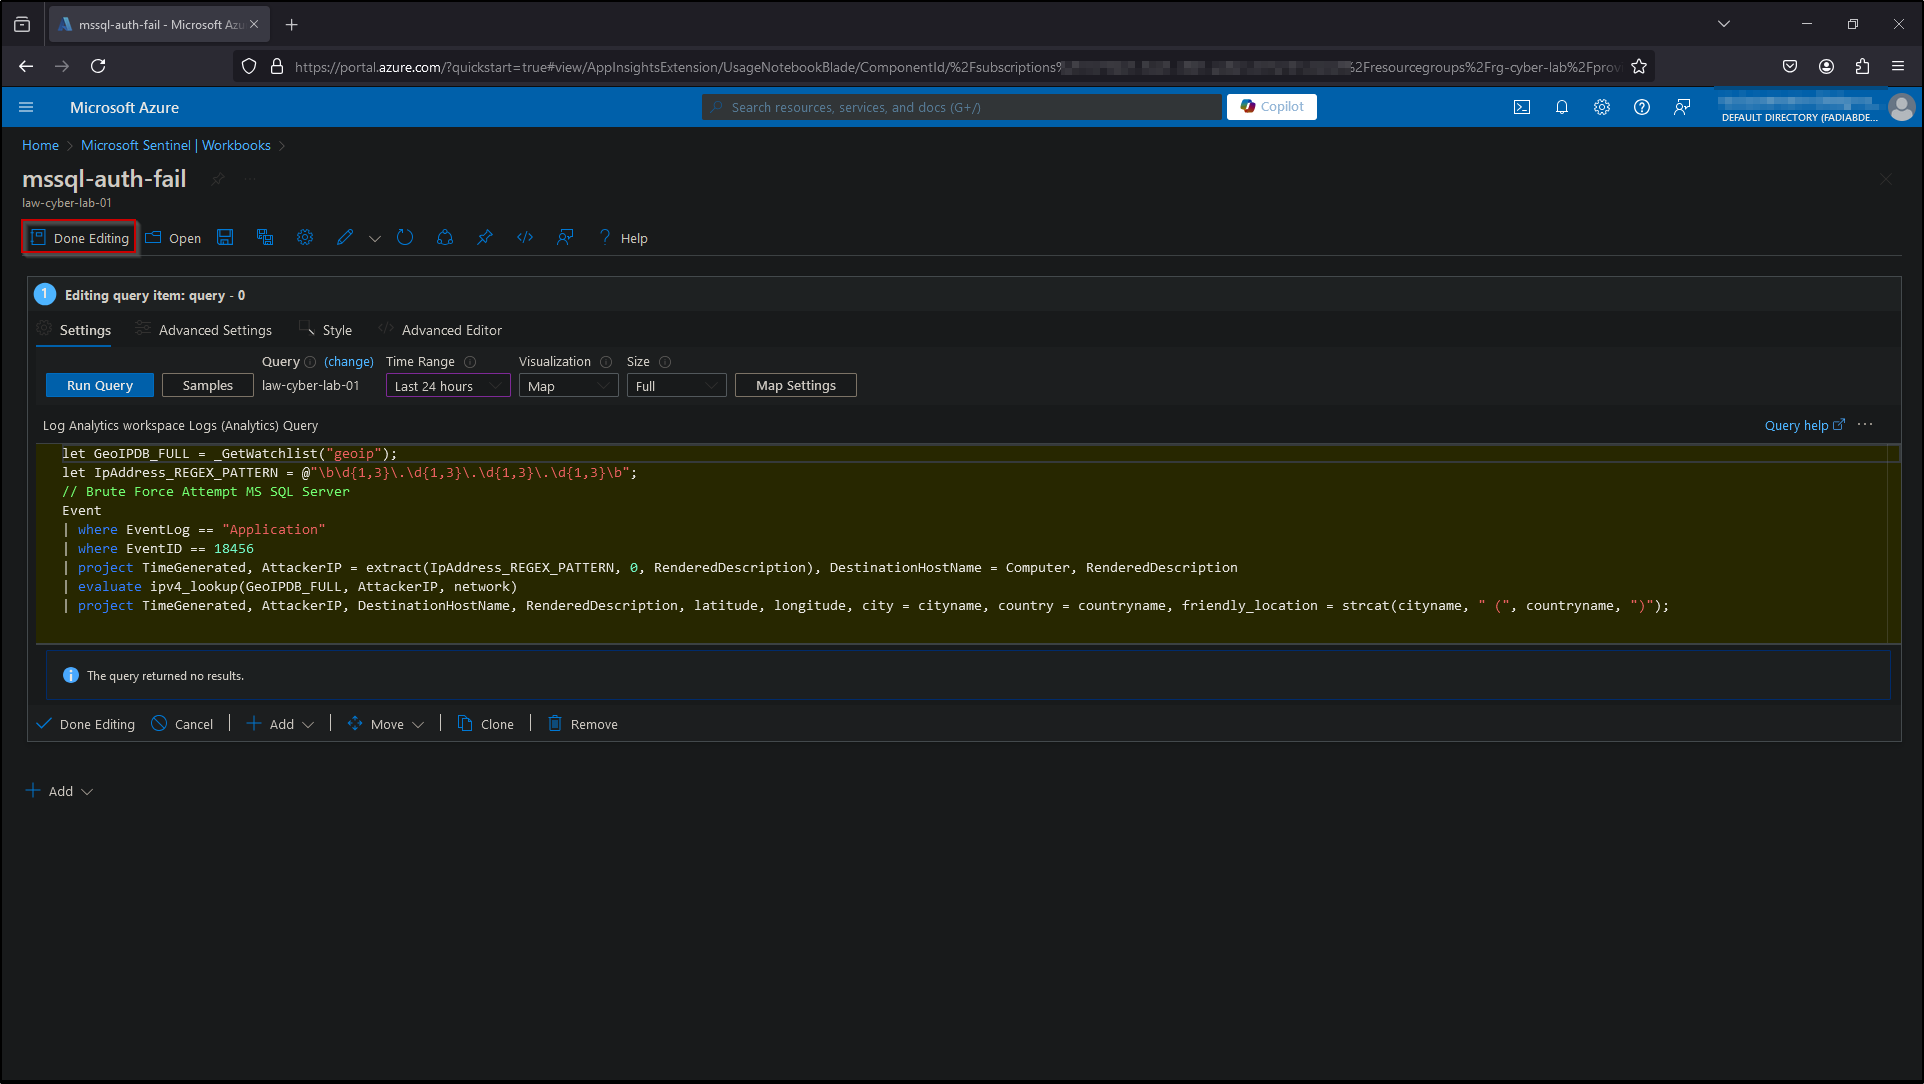 mssql-auth-fail - Microsoft Azu
https://portal.azure.com/?quickstart=true#view/AppInsightsExtension/UsageNotebookBlade/ComponentId/%2Fsubscriptions% %2Fresourcegroups%2Frg-cyber-lab%2Fprov
Microsoft Azure
Search resources, services, and docs (G+/)
Copilot
DEFAULT DIRECTORY (FADIABDE...
Home > Microsoft Sentinel | Workbooks >
mssql-auth-fail
law-cyber-lab-01
Done Editing Open Help
1 Editing query item: query - 0
Settings Advanced Settings Style Advanced Editor
Query (change) Time Range Visualization Size
Run Query Samples law-cyber-lab-01 Last 24 hours Map Full Map Settings
Log Analytics workspace Logs (Analytics) Query
Query help ...
let GeoIPDB_FULL = _GetWatchlist("geoip");
let IpAddress_REGEX_PATTERN = @"\b\d{1,3}\.\d{1,3}\.\d{1,3}\.\d{1,3}\b";
// Brute Force Attempt MS SQL Server
Event
| where EventLog == "Application"
| where EventID == 18456
| project TimeGenerated, AttackerIP = extract(IpAddress_REGEX_PATTERN, 0, RenderedDescription), DestinationHostName = Computer, RenderedDescription
| evaluate ipv4_lookup(GeoIPDB_FULL, AttackerIP, network)
| project TimeGenerated, AttackerIP, DestinationHostName, RenderedDescription, latitude, longitude, city = cityname, country = countryname, friendly_location = strcat(cityname, " (", countryname, ")");
The query returned no results.
Done Editing Cancel | Add | Move | Clone | Remove
Add